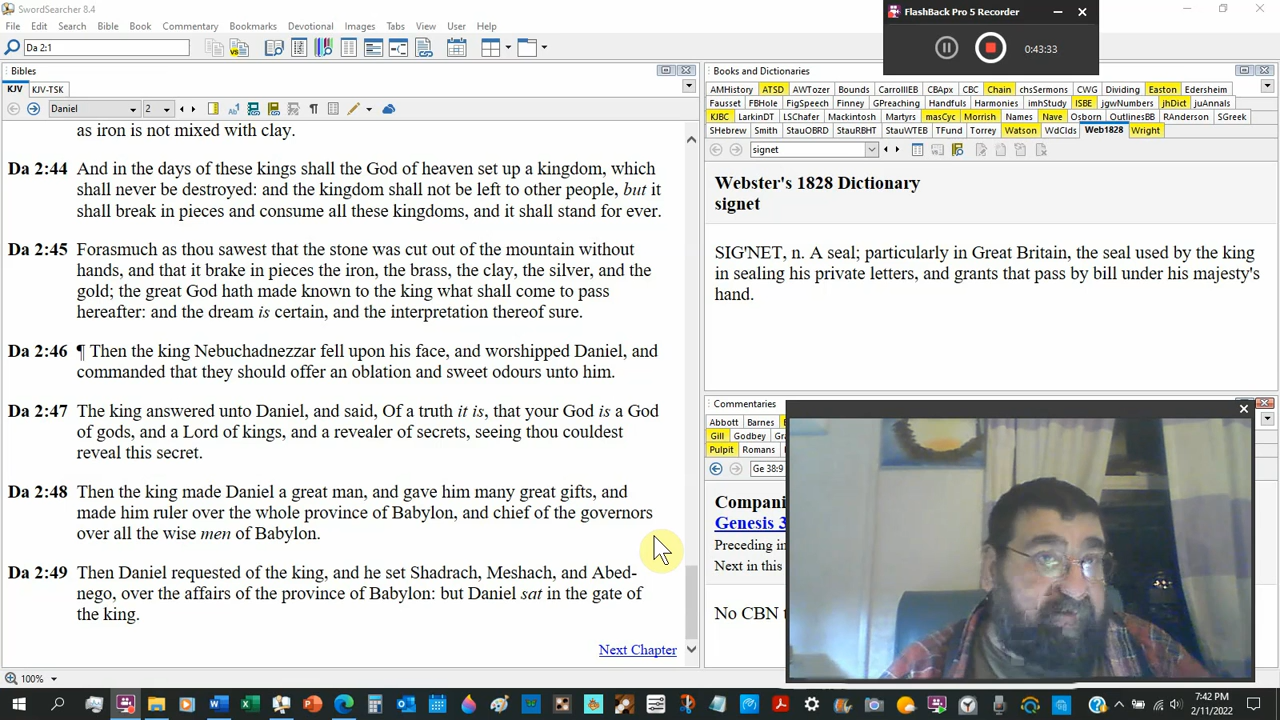 SwordSearcher 8.4
File Edit Search Bible Book Commentary Bookmarks Devotional Images Tabs View User Help
Da 2:1
FlashBack Pro 5 Recorder
0:43:33
Bibles
KJV KJV-TSK
Daniel 2
as iron is not mixed with clay.
Da 2:44 And in the days of these kings shall the God of heaven set up a kingdom, which
shall never be destroyed: and the kingdom shall not be left to other people, but it
shall break in pieces and consume all these kingdoms, and it shall stand for ever.
Da 2:45 Forasmuch as thou sawest that the stone was cut out of the mountain without
hands, and that it brake in pieces the iron, the brass, the clay, the silver, and the
gold; the great God hath made known to the king what shall come to pass
hereafter: and the dream is certain, and the interpretation thereof sure.
Da 2:46 ¶ Then the king Nebuchadnezzar fell upon his face, and worshipped Daniel, and
commanded that they should offer an oblation and sweet odours unto him.
Da 2:47 The king answered unto Daniel, and said, Of a truth it is, that your God is a God
of gods, and a Lord of kings, and a revealer of secrets, seeing thou couldest
reveal this secret.
Da 2:48 Then the king made Daniel a great man, and gave him many great gifts, and
made him ruler over the whole province of Babylon, and chief of the governors
over all the wise men of Babylon.
Da 2:49 Then Daniel requested of the king, and he set Shadrach, Meshach, and Abed-
nego, over the affairs of the province of Babylon: but Daniel sat in the gate of
the king.
Next Chapter
100%
Books and Dictionaries
AMHistory ATSD AWTozer Bounds CarrollEB CBApx CBC Chain chsSermons CWG Dividing Easton Edersheim
Fausset FBHole FigSpeech Finney GPreaching Handfuls Harmonies imhStudy ISBE jgwNumbers jhDict juAnnals
KJBC LarkinDT LSChafer Mackintosh Martyrs masCyc Morrish Names Nave Osborn OutlinesBB RAnderson SGreek
SHebrew Smith StauOBRD StauRBHT StauWTEB TFund Torrey Watson WdClds Web1828 Wright
signet
Webster's 1828 Dictionary
signet
SIG'NET, n. A seal; particularly in Great Britain, the seal used by the king
in sealing his private letters, and grants that pass by bill under his majesty's
hand.
Commentaries
Abbott Barnes
Gill Godbey
Pulpit Romans
Ge 38:9
Compani
Genesis 3
Preceding in
Next in this
No CBN
7:42 PM
2/11/2022